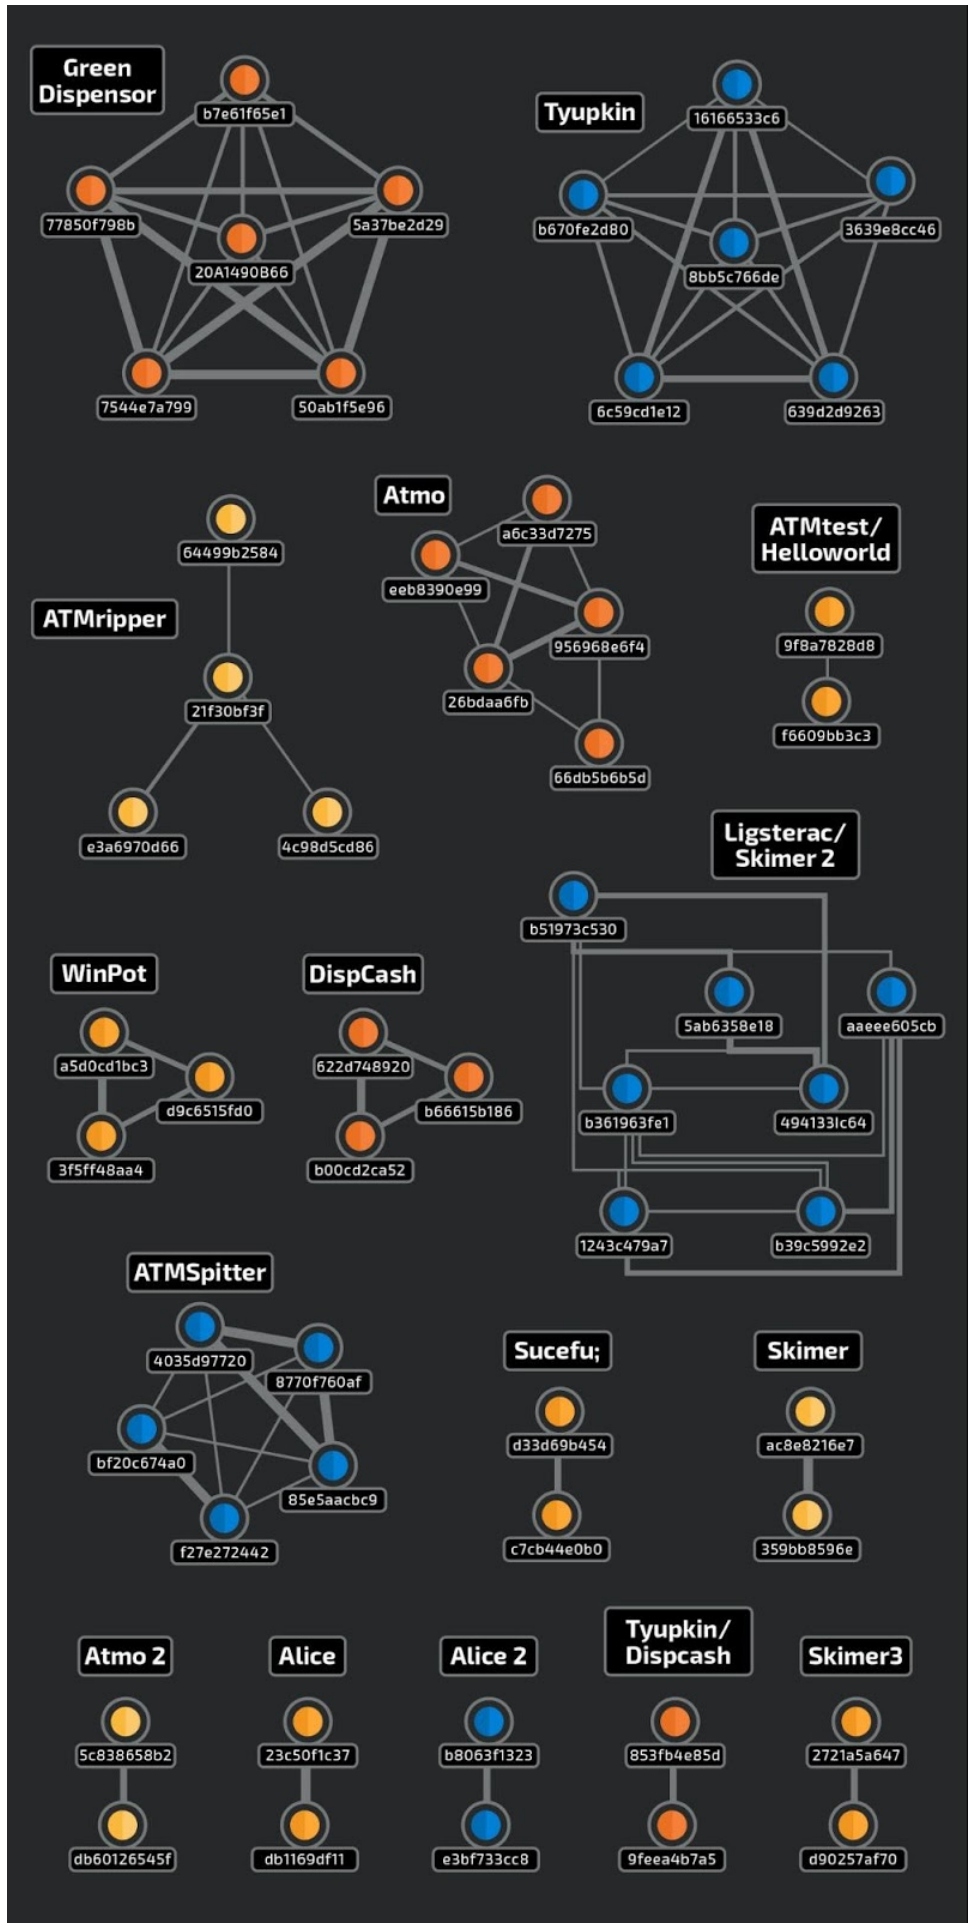 Green
Dispensor
b7e61f65e1
77850f798b
5a37be2d29
20A1490B66
7544e7a799
50ab1f5e96
Tyupkin
16166533c6
b670fe2d80
3639e8cc46
8bb5c766de
6c59cd1e12
639d2d9263
ATMripper
64499b2584
21f30bf3f
e3a6970d66
4c98d5cd86
Atmo
a6c33d7275
eeb8390e99
956968e6f4
26bdaa6fb
66db5b6b5d
ATMtest/
Helloworld
9f8a7828d8
f6609bb3c3
Ligsterac/
Skimer 2
b51973c530
5ab6358e18
aaeee605cb
b361963fe1
494133lc64
1243c479a7
b39c5992e2
WinPot
a5d0cd1bc3
d9c6515fd0
3f5ff48aa4
DispCash
622d748920
b66615b186
b00cd2ca52
ATMSpitter
4035d97720
8770f760af
bf20c674a0
85e5aacbc9
f27e272442
Sucefu;
d33d69b454
c7cb44e0b0
Skimer
ac8e8216e7
359bb8596e
Atmo 2
5c838658b2
db60126545f
Alice
23c50f1c37
db1169df11
Alice 2
b8063f1323
e3bf733cc8
Tyupkin/
Dispcash
853fb4e85d
9feea4b7a5
Skimer3
2721a5a647
d90257af70